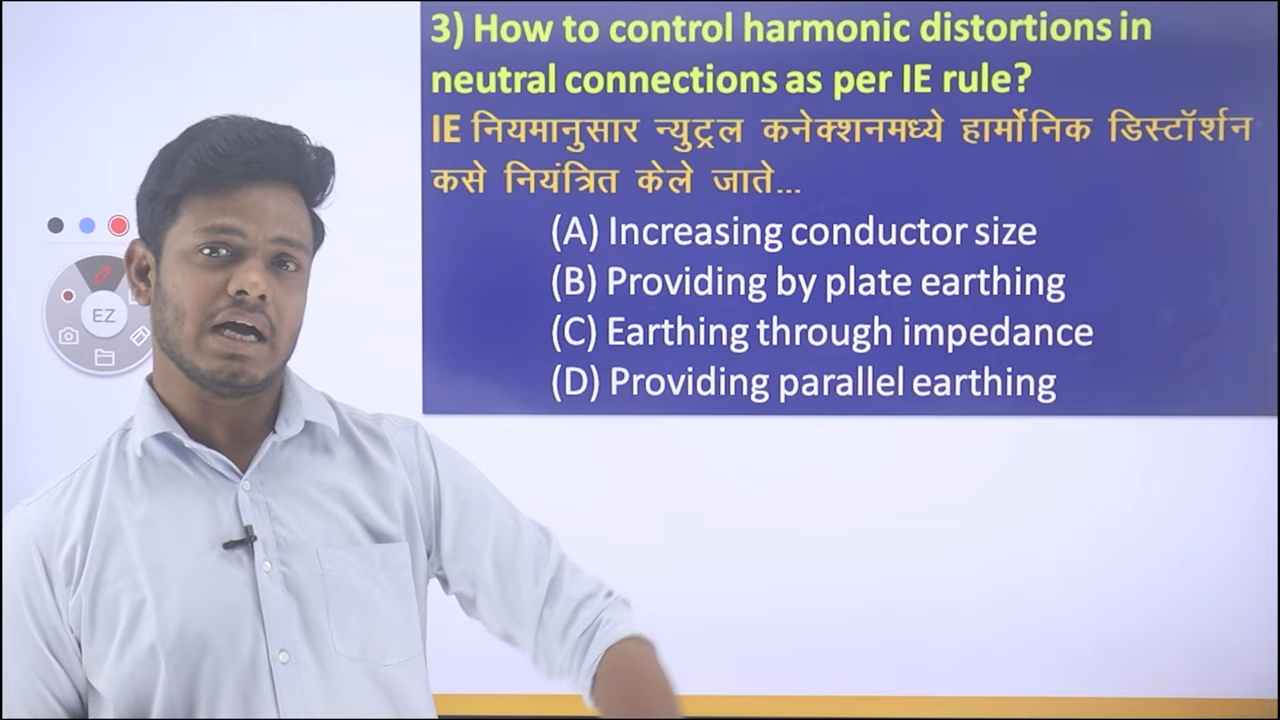 3) How to control harmonic distortions in
neutral connections as per IE rule?
IE नियमानुसार न्युट्रल कनेक्शनमध्ये हार्मोनिक डिस्टॉर्शन
कसे नियंत्रित केले जाते...
(A) Increasing conductor size
(B) Providing by plate earthing
(C) Earthing through impedance
(D) Providing parallel earthing
EZ